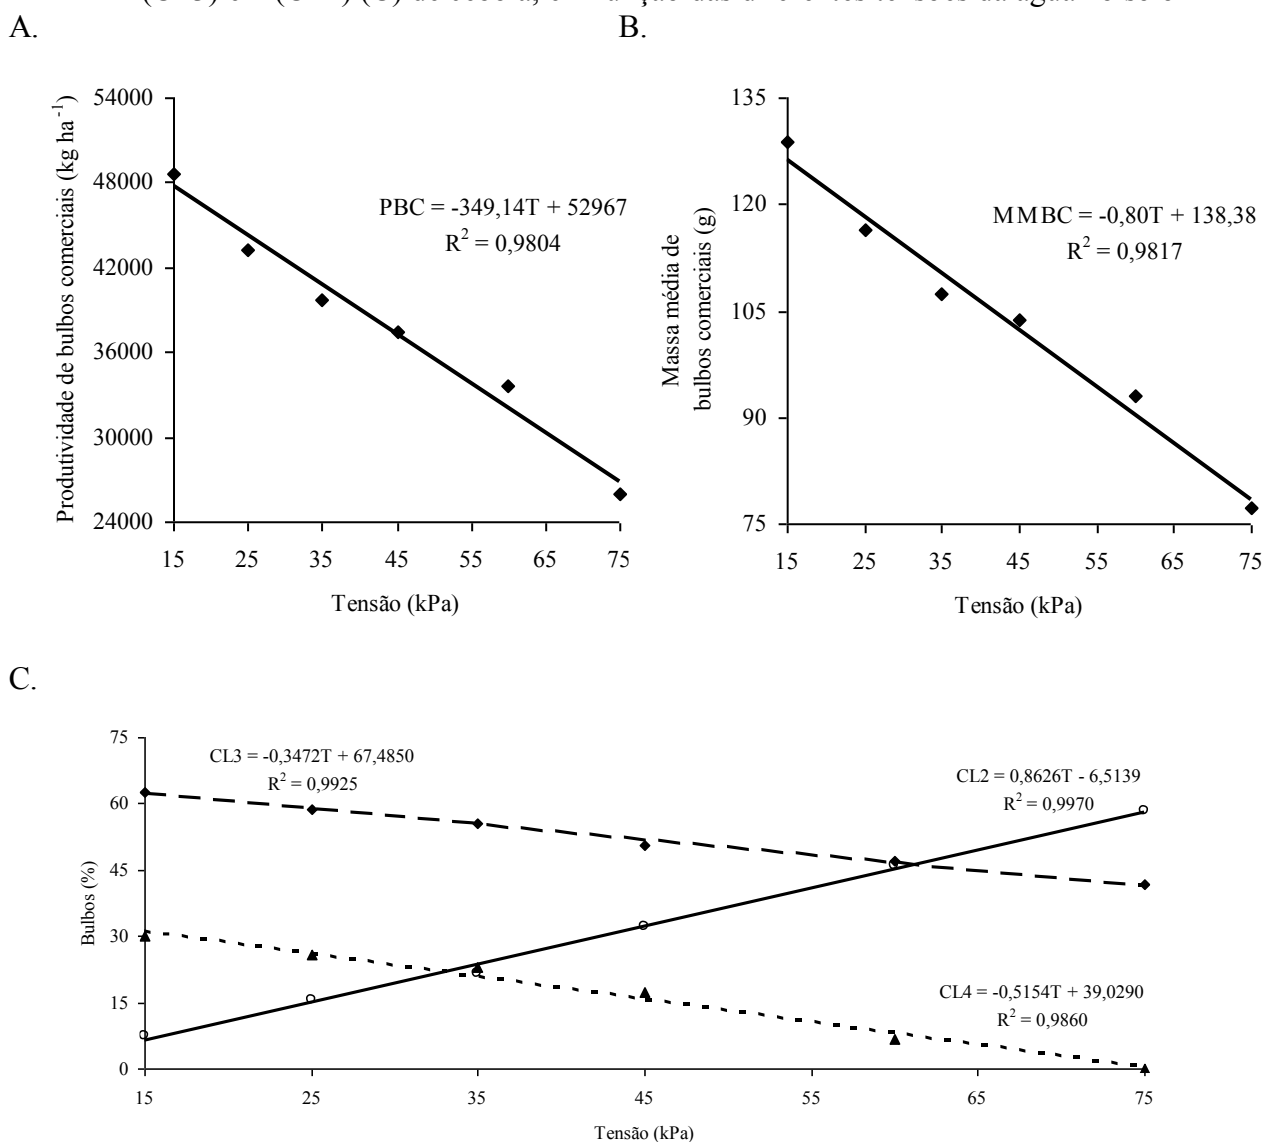 A.
B.
54000
48000
42000
36000
30000
24000
Produtividade de bulbos comerciais (kg ha⁻¹)
PBC = -349,14T + 52967
R² = 0,9804
15 25 35 45 55 65 75
Tensão (kPa)
135
120
105
90
75
Massa média de
bulbos comerciais (g)
MMBC = -0,80T + 138,38
R² = 0,9817
15 25 35 45 55 65 75
Tensão (kPa)
C.
75
60
45
30
15
0
Bulbos (%)
CL3 = -0,3472T + 67,4850
R² = 0,9925
CL2 = 0,8626T - 6,5139
R² = 0,9970
CL4 = -0,5154T + 39,0290
R² = 0,9860
15 25 35 45 55 65 75
Tensão (kPa)